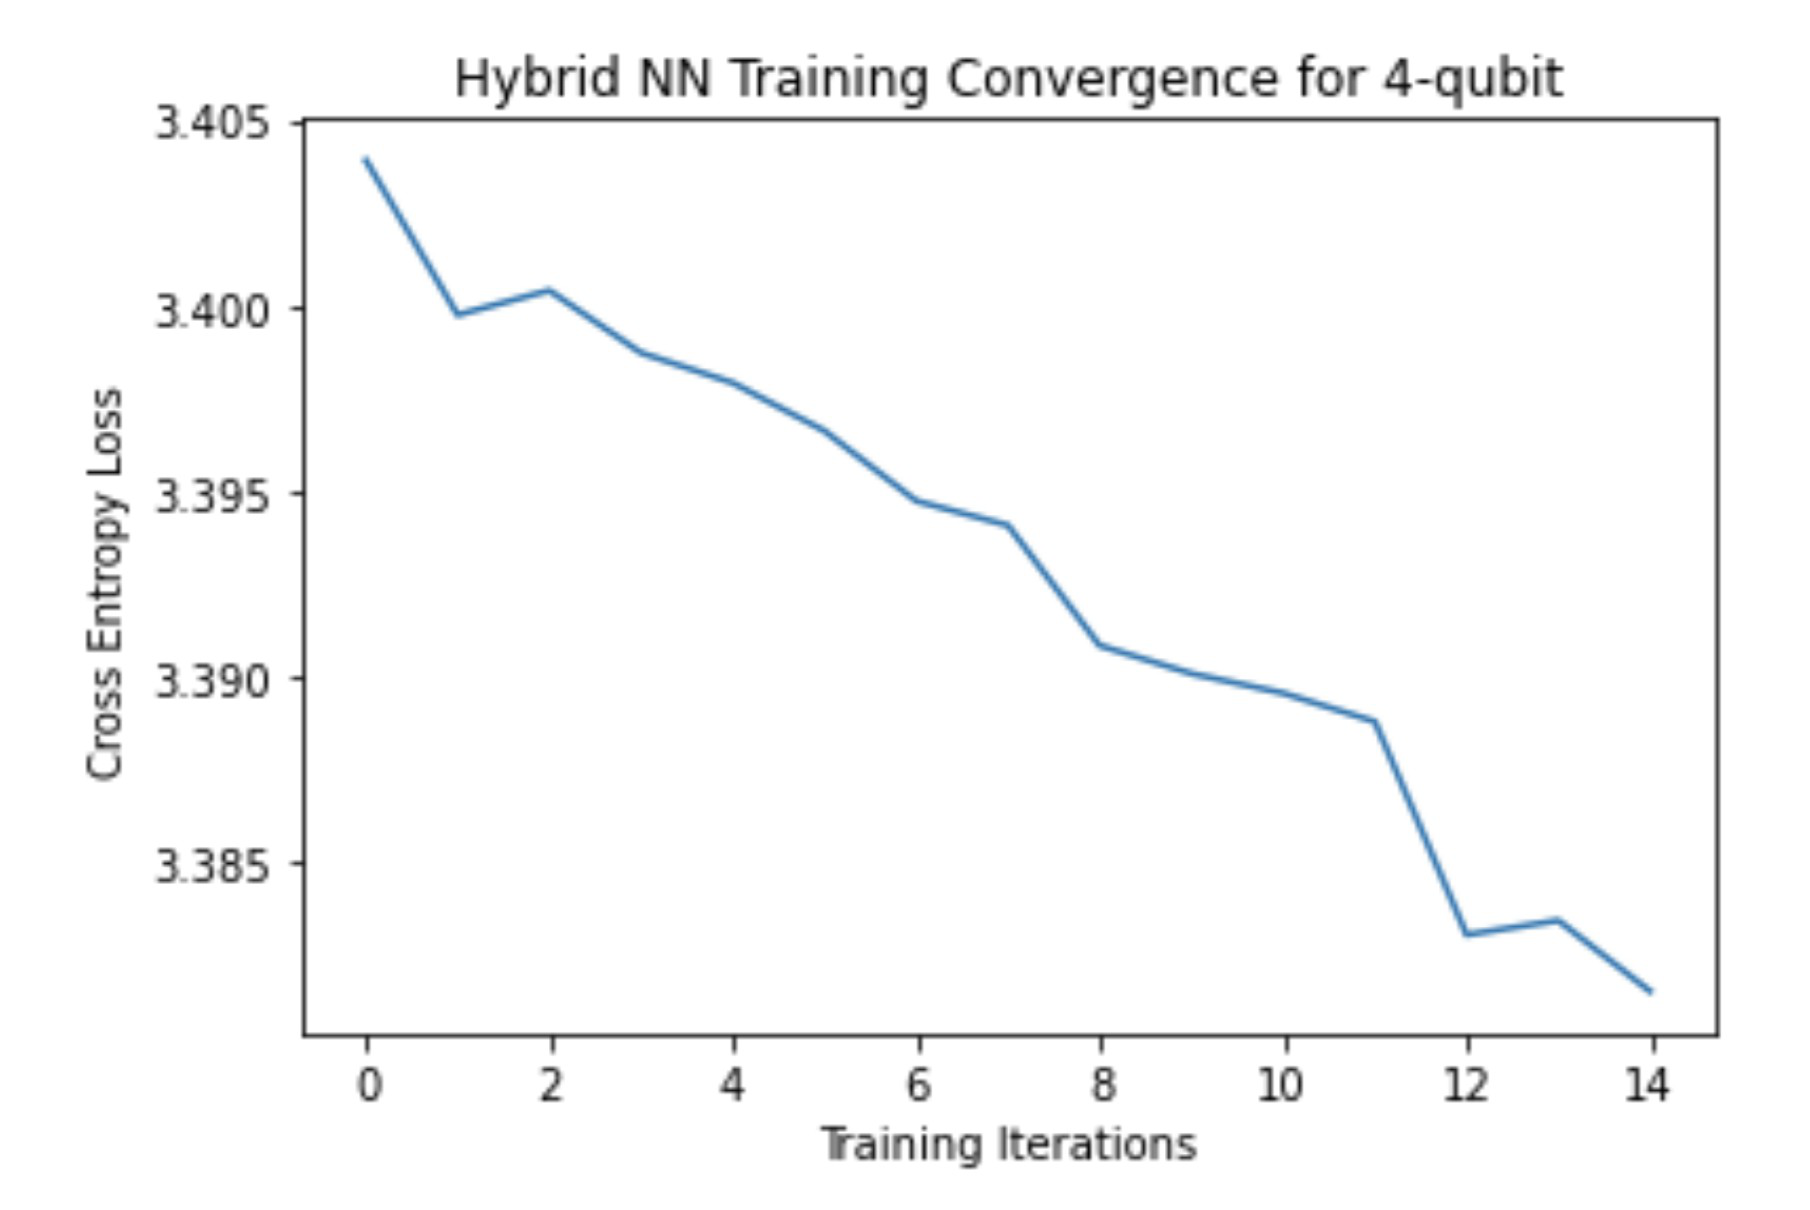 Hybrid NN Training Convergence for 4-qubit
3.405
3.400
3.395
3.390
3.385
Cross Entropy Loss
0 2 4 6 8 10 12 14
Training Iterations